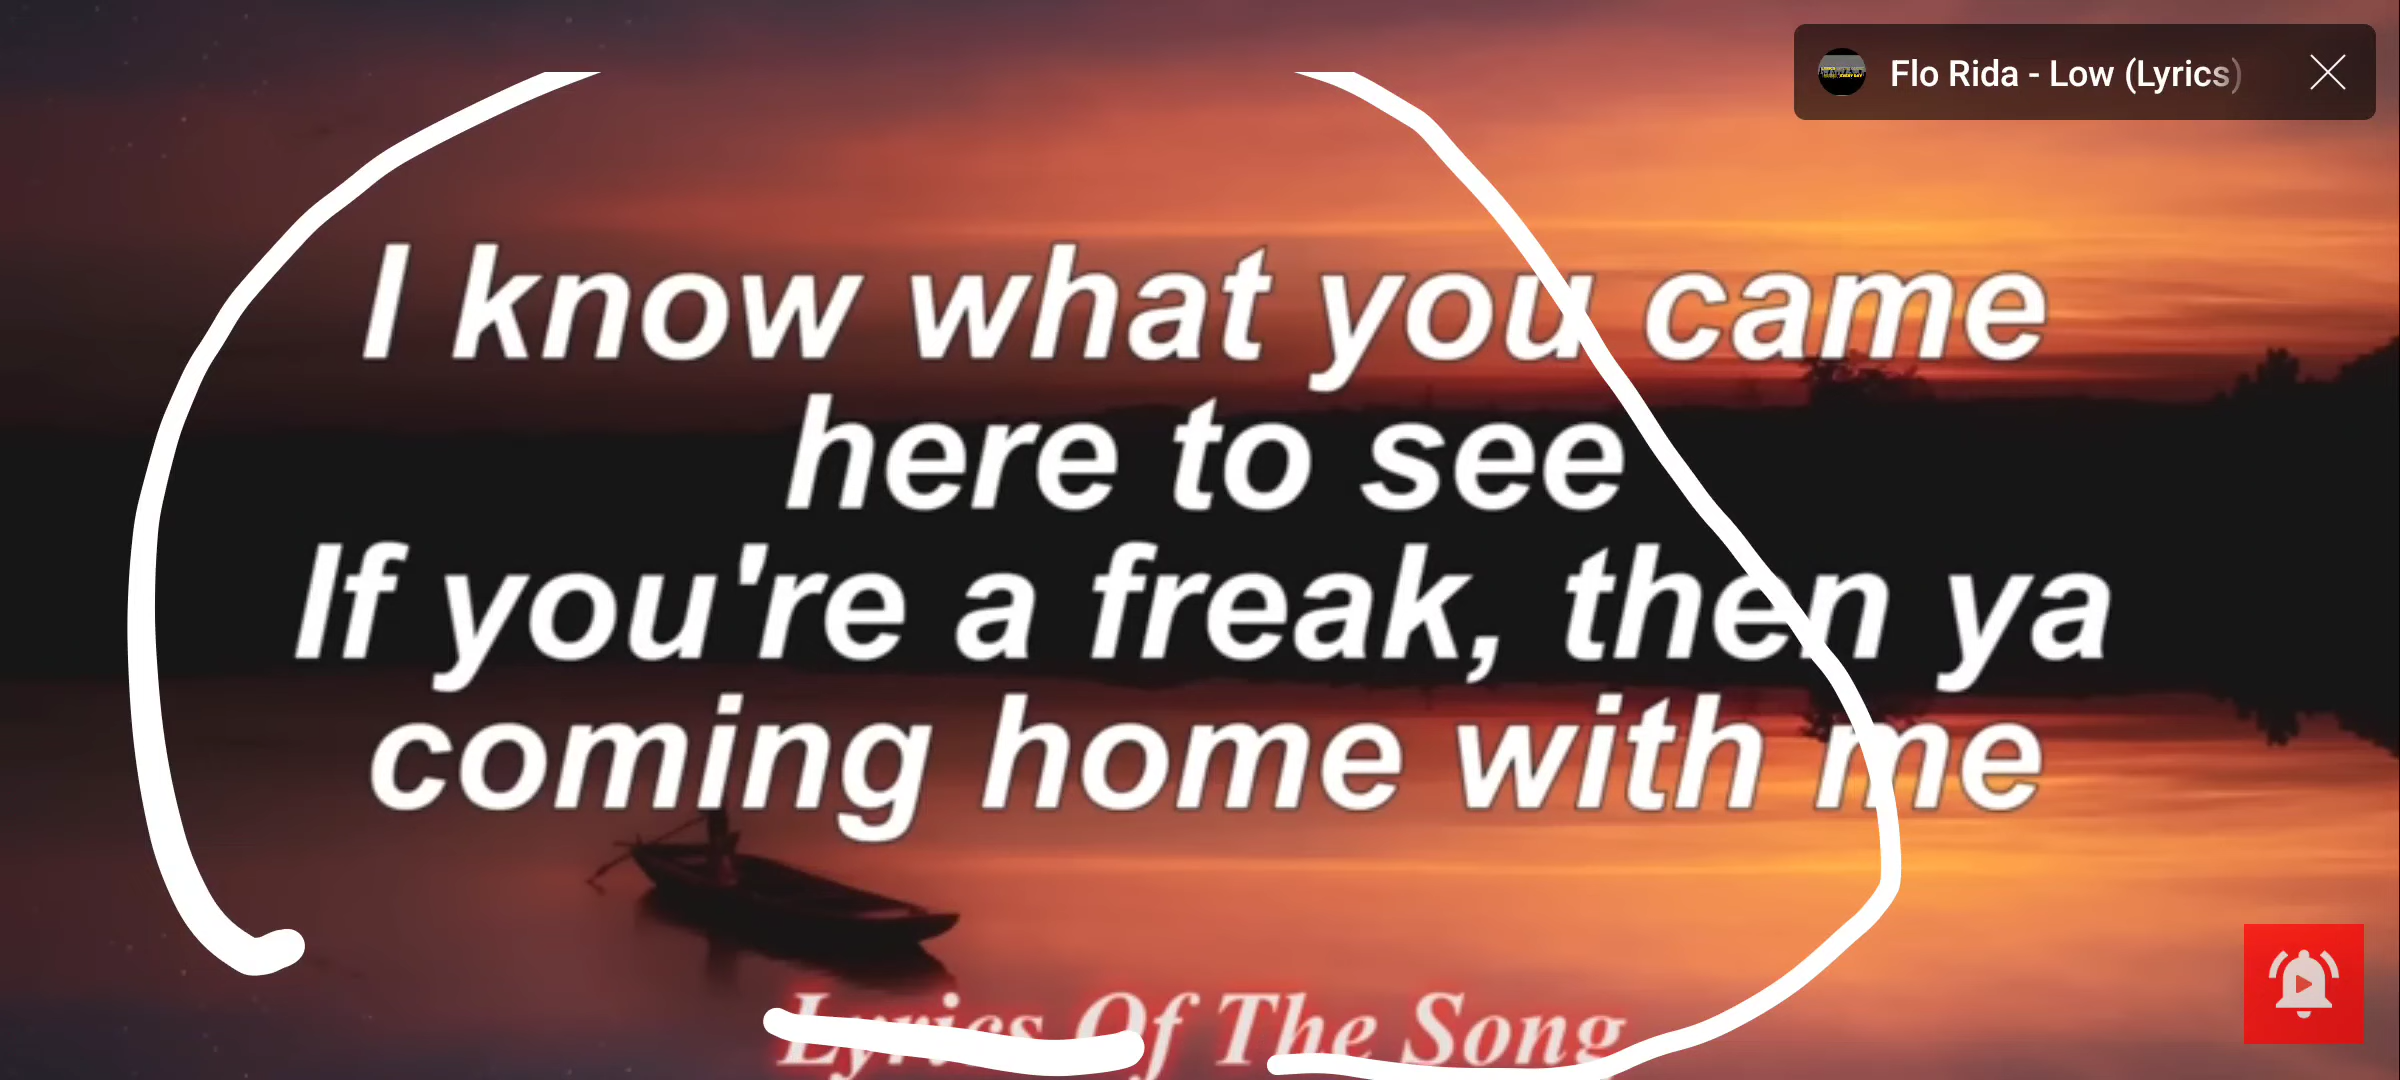 Flo Rida - Low (Lyrics)
I know what you came
here to see
If you're a freak, then ya
coming home with me
Lyrics Of The Song